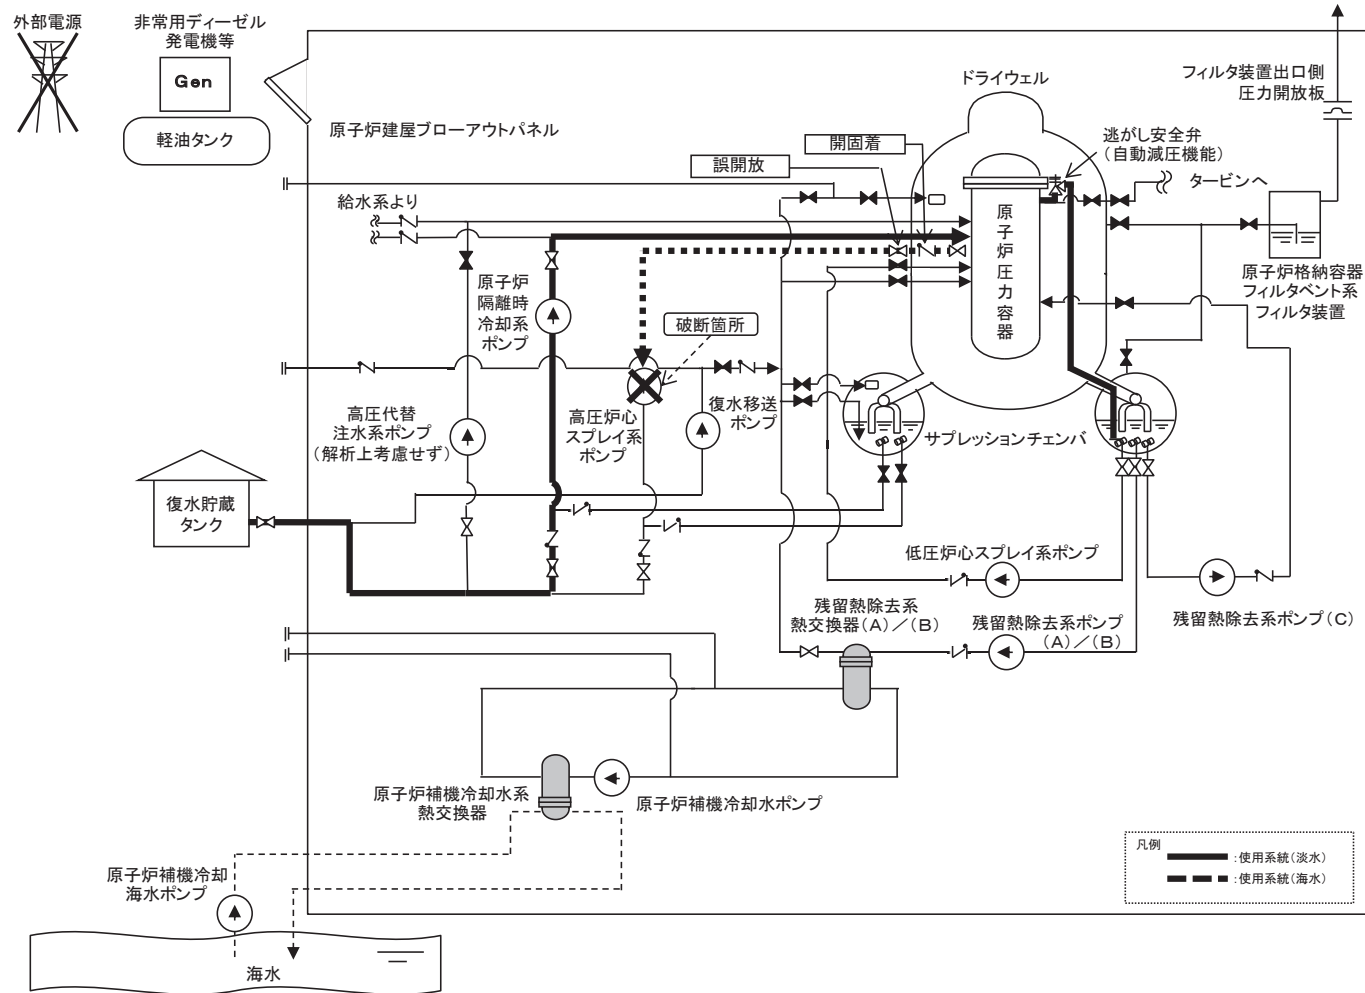 外部電源
非常用ディーゼル
発電機等
Gen
軽油タンク
原子炉建屋ブローアウトパネル
ドライウェル
フィルタ装置出口側
圧力開放板
開固着
誤開放
逃がし安全弁
(自動減圧機能)
タービンへ
給水系より
原子炉圧力容器
原子炉格納容器
フィルタベント系
フィルタ装置
原子炉
隔離時
冷却系
ポンプ
破断箇所
高圧代替
注水系ポンプ
(解析上考慮せず)
高圧炉心
スプレイ系
ポンプ
復水移送
ポンプ
サプレッションチェンバ
復水貯蔵
タンク
低圧炉心スプレイ系ポンプ
残留熱除去系
熱交換器(A)/(B)
残留熱除去系ポンプ
(A)/(B)
残留熱除去系ポンプ(C)
原子炉補機冷却水系
熱交換器
原子炉補機冷却水ポンプ
原子炉補機冷却
海水ポンプ
海水
凡例
:使用系統(淡水)
:使用系統(海水)